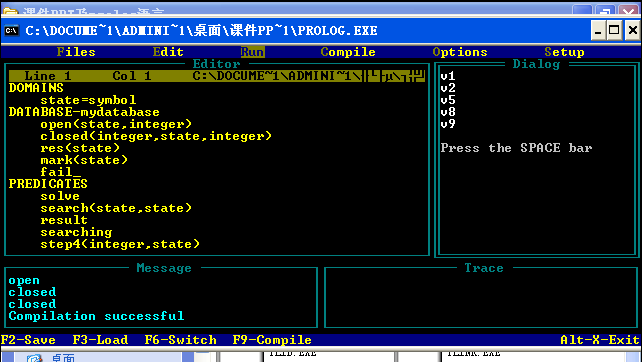 C:\DOCUME~1\ADMINI~1\桌面\课件PP~1\PROLOG.EXE
Files Edit Run Compile Options Setup
Editor
Line 1 Col 1 C:\DOCUME~1\ADMINI~1\
DOMAINS
state=symbol
DATABASE-mydatabase
open(state,integer)
closed(integer,state,integer)
res(state)
mark(state)
fail_
PREDICATES
solve
search(state,state)
result
searching
step4(integer,state)
Dialog
v1
v2
v5
v8
v9
Press the SPACE bar
Message
open
closed
closed
Compilation successful
Trace
F2-Save F3-Load F6-Switch F9-Compile Alt-X-Exit
桌面
TLINK.EXE